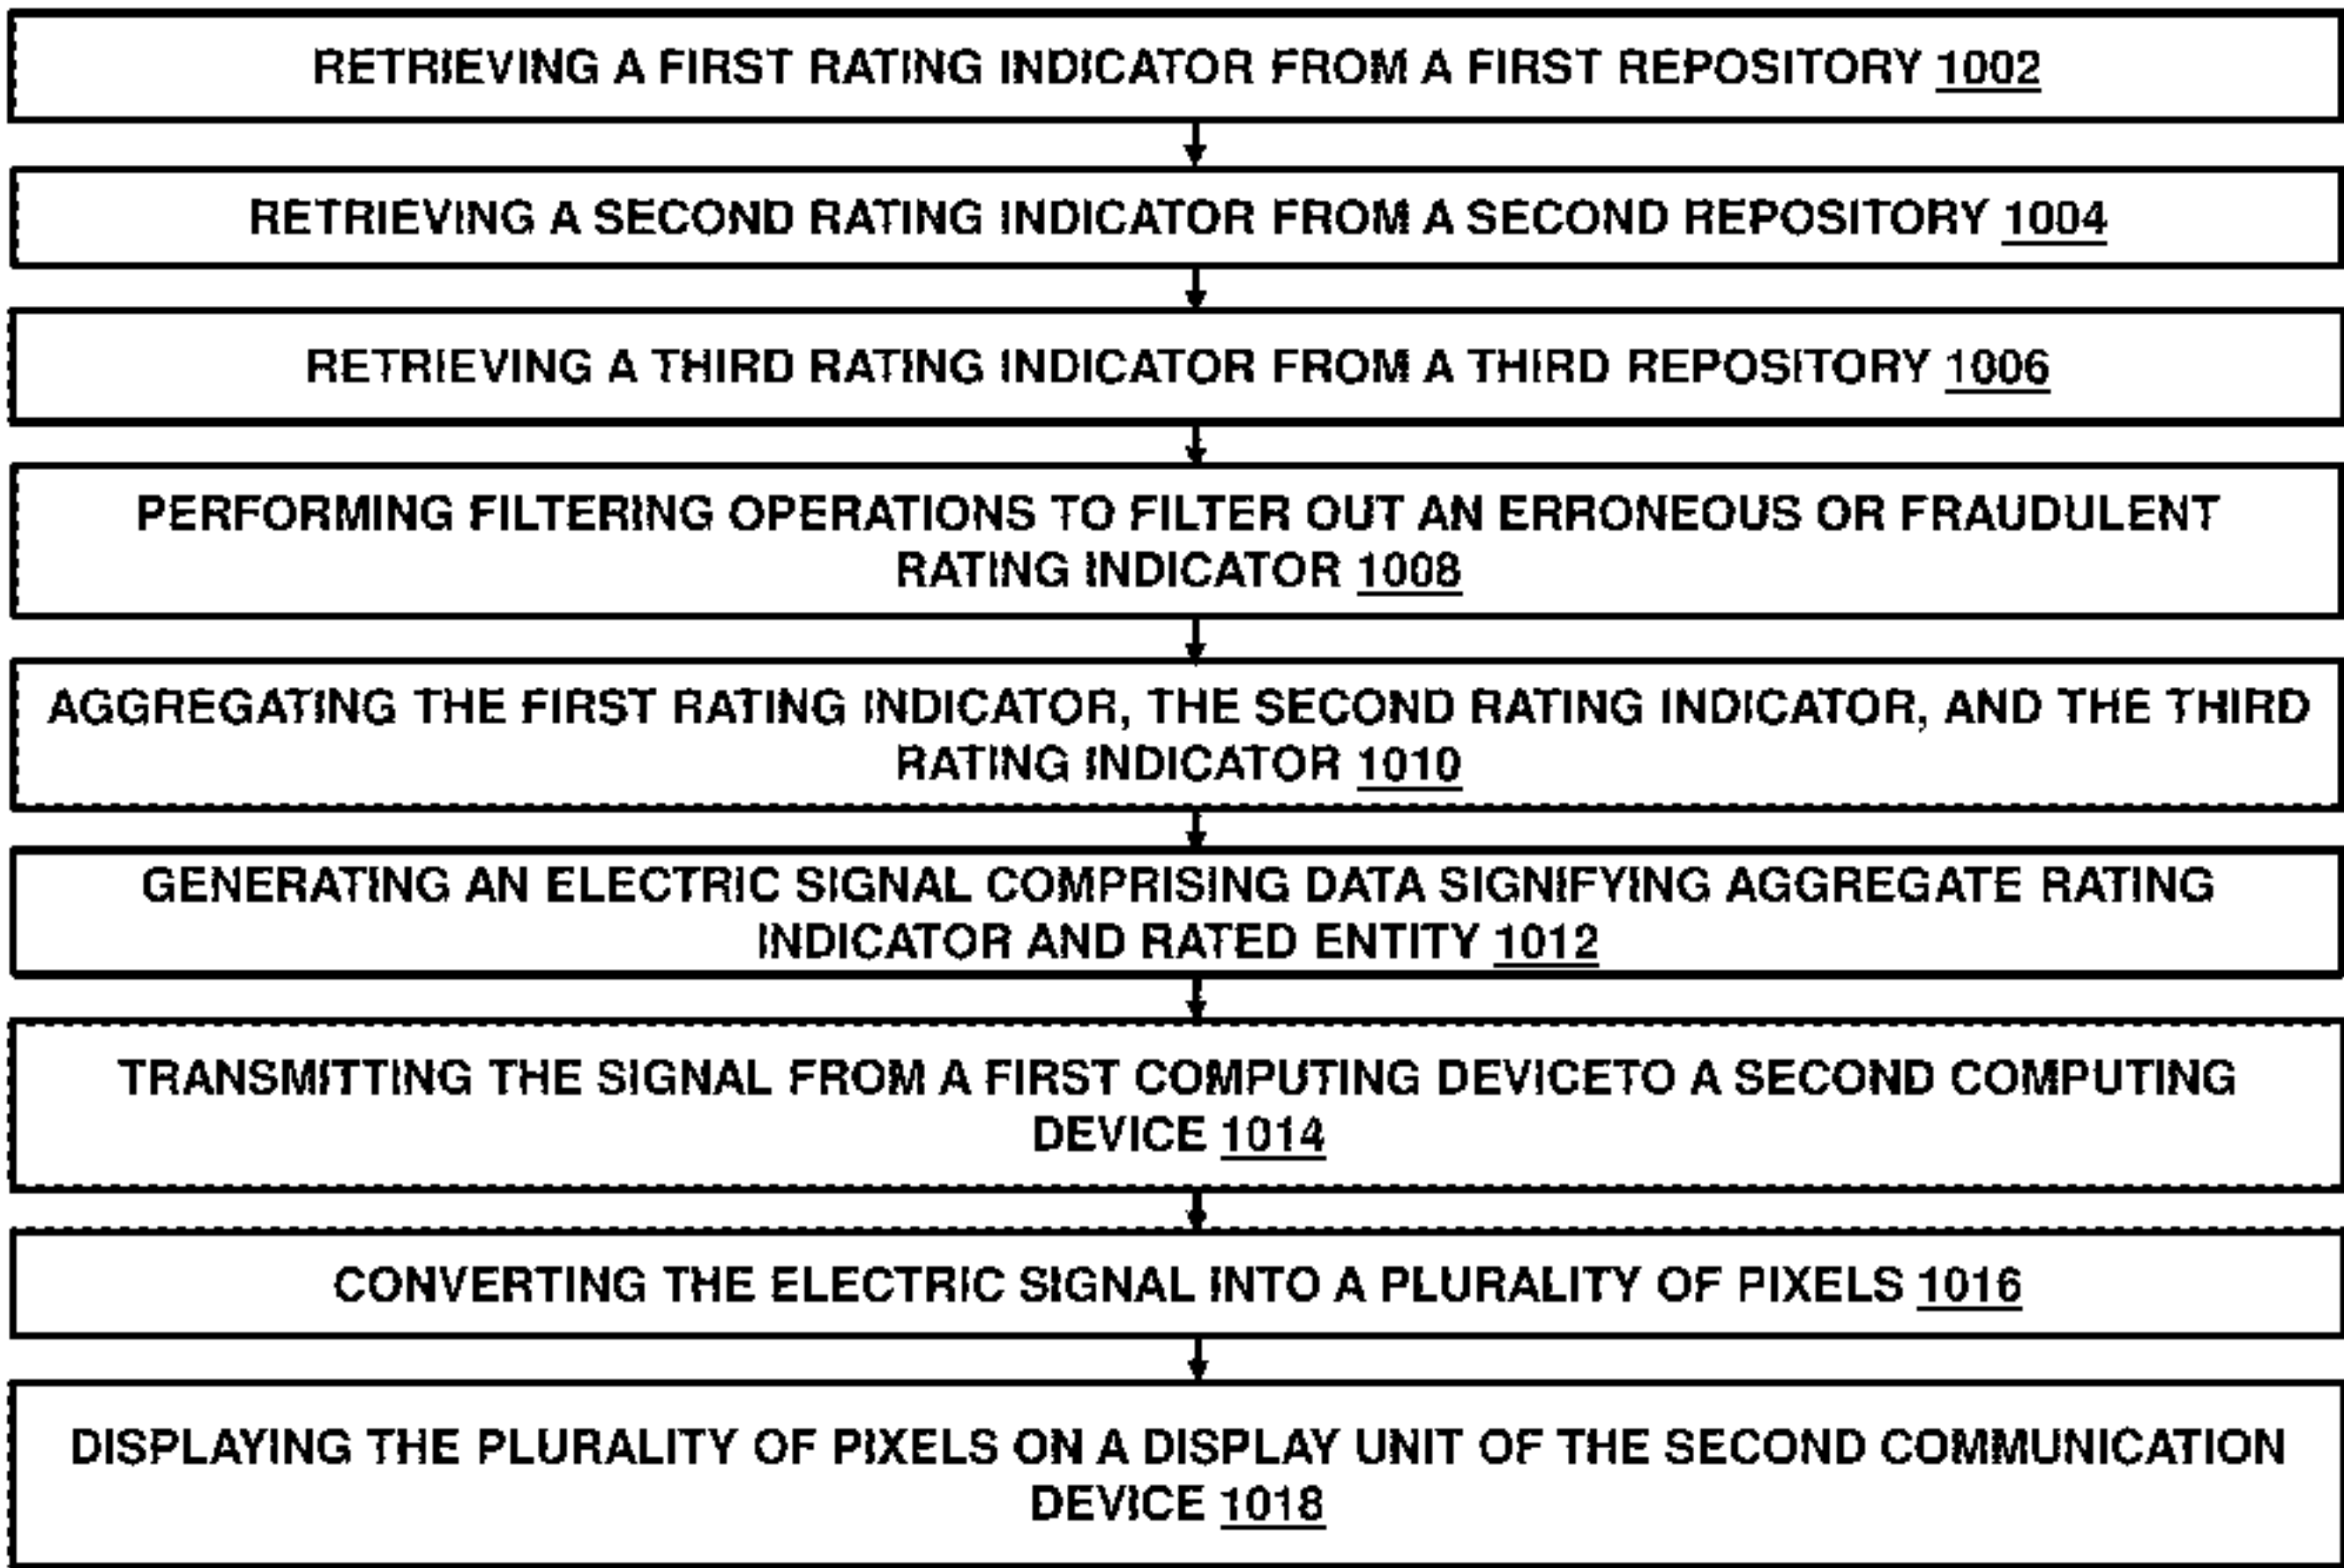 RETRIEVING A FIRST RATING INDICATOR FROM A FIRST REPOSITORY 1002
RETRIEVING A SECOND RATING INDICATOR FROM A SECOND REPOSITORY 1004
RETRIEVING A THIRD RATING INDICATOR FROM A THIRD REPOSITORY 1006
PERFORMING FILTERING OPERATIONS TO FILTER OUT AN ERRONEOUS OR FRAUDULENT
RATING INDICATOR 1008
AGGREGATING THE FIRST RATING INDICATOR, THE SECOND RATING INDICATOR, AND THE THIRD
RATING INDICATOR 1010
GENERATING AN ELECTRIC SIGNAL COMPRISING DATA SIGNIFYING AGGREGATE RATING
INDICATOR AND RATED ENTITY 1012
TRANSMITTING THE SIGNAL FROM A FIRST COMPUTING DEVICETO A SECOND COMPUTING
DEVICE 1014
CONVERTING THE ELECTRIC SIGNAL INTO A PLURALITY OF PIXELS 1016
DISPLAYING THE PLURALITY OF PIXELS ON A DISPLAY UNIT OF THE SECOND COMMUNICATION
DEVICE 1018